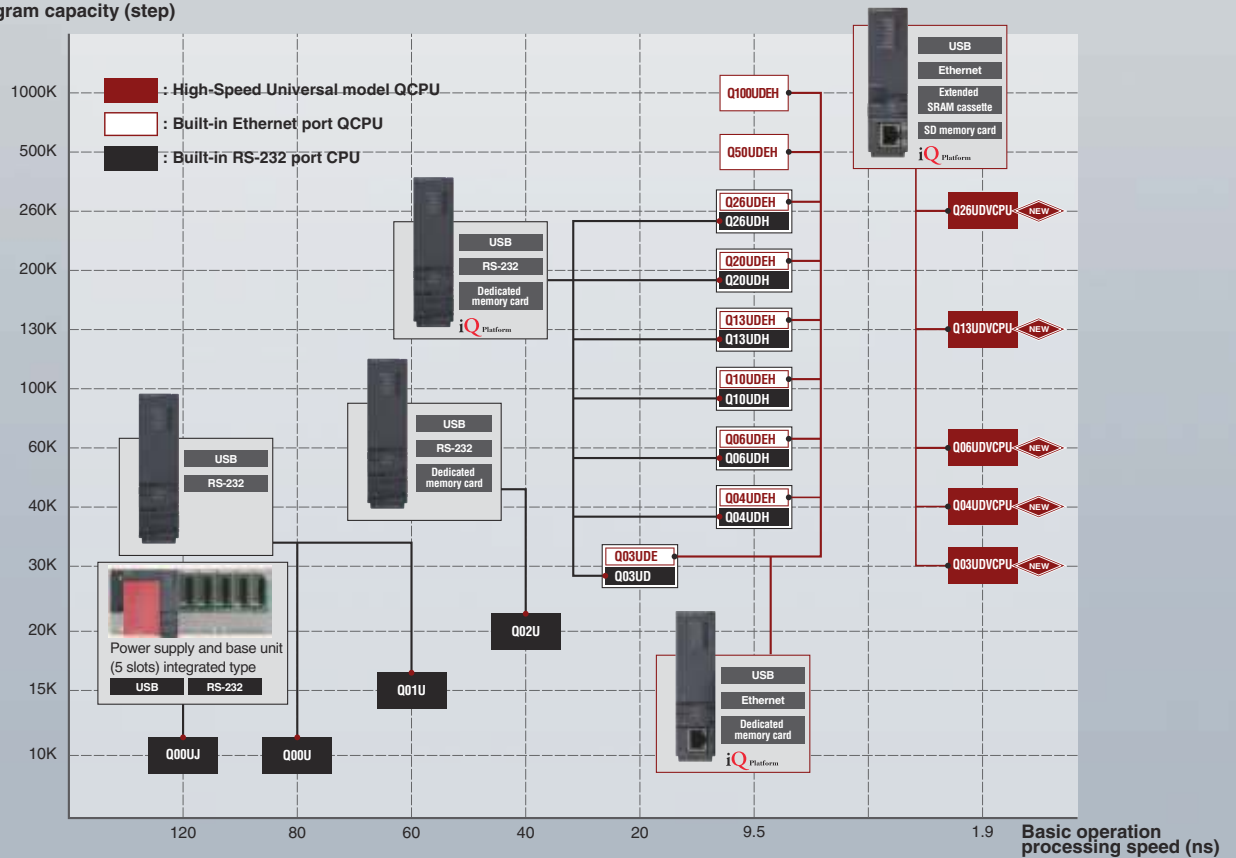 gram capacity (step)
1000K
500K
260K
200K
130K
100K
60K
40K
30K
20K
15K
10K
: High-Speed Universal model QCPU
: Built-in Ethernet port QCPU
: Built-in RS-232 port CPU
USB
Ethernet
Extended
SRAM cassette
SD memory card
iQ Platform
USB
RS-232
Dedicated
memory card
iQ Platform
USB
RS-232
Dedicated
memory card
USB
RS-232
Power supply and base unit
(5 slots) integrated type
USB RS-232
Q100UDEH
Q50UDEH
Q26UDEH
Q26UDH
Q20UDEH
Q20UDH
Q13UDEH
Q13UDH
Q10UDEH
Q10UDH
Q06UDEH
Q06UDH
Q04UDEH
Q04UDH
Q03UDE
Q03UD
Q26UDVCPU NEW
Q13UDVCPU NEW
Q06UDVCPU NEW
Q04UDVCPU NEW
Q03UDVCPU NEW
Q02U
Q01U
Q00UJ
Q00U
USB
Ethernet
Dedicated
memory card
iQ Platform
120 80 60 40 20 9.5 1.9
Basic operation
processing speed (ns)